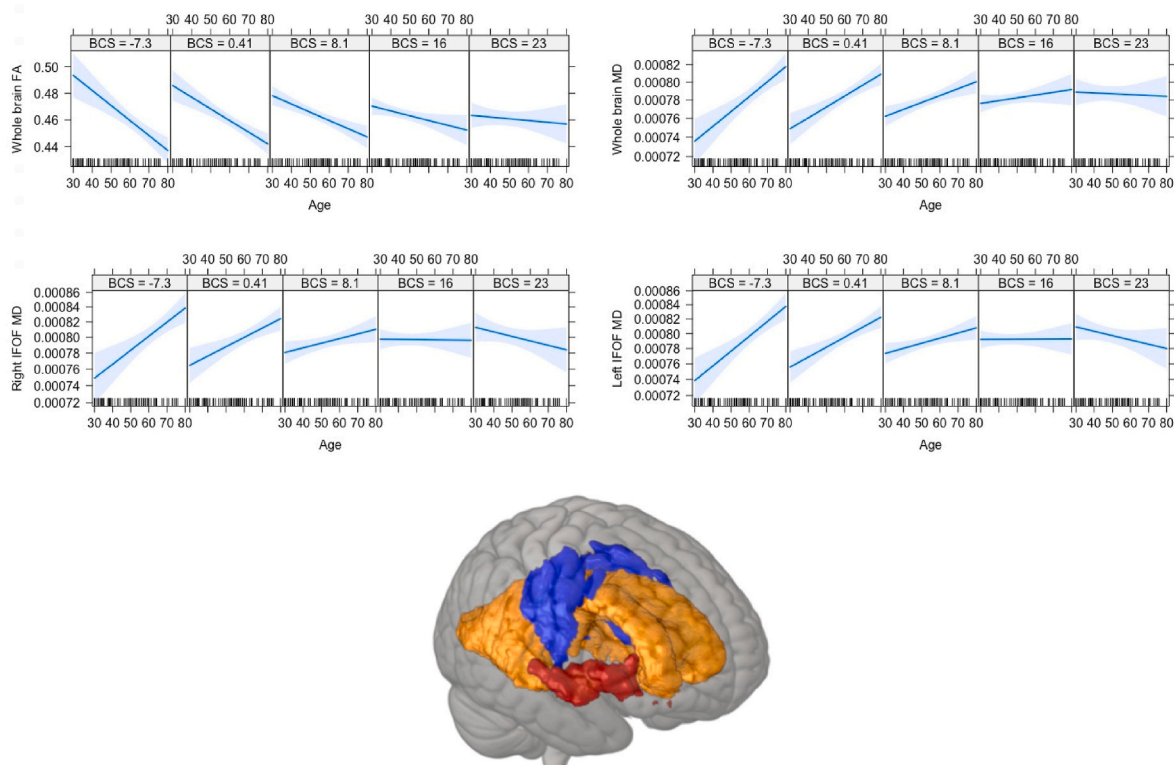 30 40 50 60 70 80 30 40 50 60 70 80
BCS = -7.3 BCS = 0.41 BCS = 8.1 BCS = 16 BCS = 23
Whole brain FA
0.50
0.48
0.46
0.44
30 40 50 60 70 80 30 40 50 60 70 80 30 40 50 60 70 80
Age
30 40 50 60 70 80 30 40 50 60 70 80
BCS = -7.3 BCS = 0.41 BCS = 8.1 BCS = 16 BCS = 23
Whole brain MD
0.00082
0.00078
0.00074
0.00072
30 40 50 60 70 80 30 40 50 60 70 80 30 40 50 60 70 80
Age
30 40 50 60 70 80 30 40 50 60 70 80
BCS = -7.3 BCS = 0.41 BCS = 8.1 BCS = 16 BCS = 23
Right IFOF MD
0.00086
0.00084
0.00082
0.00080
0.00078
0.00076
0.00074
0.00072
30 40 50 60 70 80 30 40 50 60 70 80 30 40 50 60 70 80
Age
30 40 50 60 70 80 30 40 50 60 70 80
BCS = -7.3 BCS = 0.41 BCS = 8.1 BCS = 16 BCS = 23
Left IFOF MD
0.00086
0.00084
0.00082
0.00080
0.00078
0.00076
0.00074
0.00072
30 40 50 60 70 80 30 40 50 60 70 80 30 40 50 60 70 80
Age